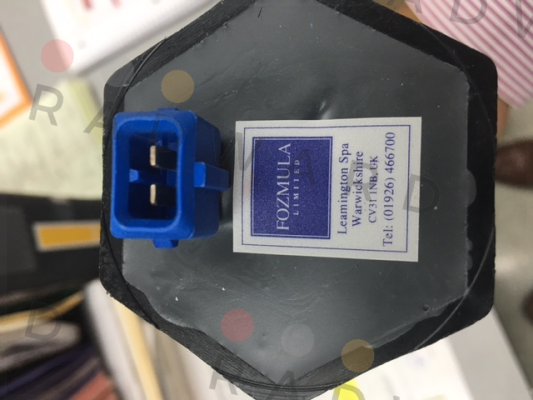 FOZMULA
LIMITED
Leamington Spa
Warwickshire
CV31 1NB, UK
Tel: (01926) 466700